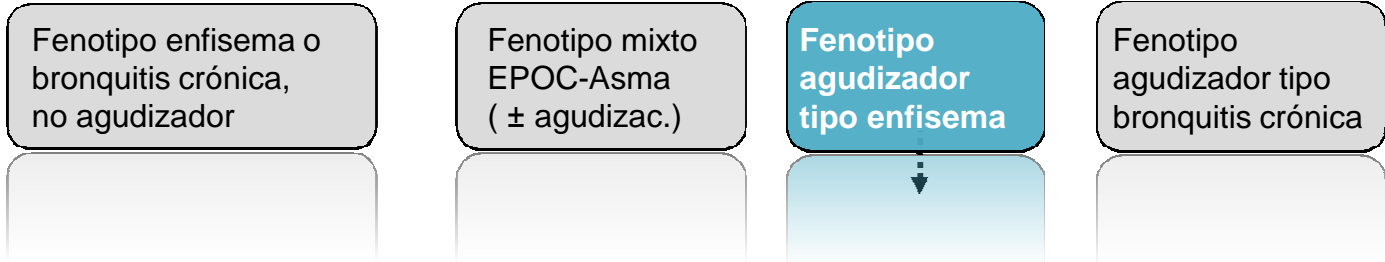 Fenotipo enfisema o
bronquitis crónica,
no agudizador
Fenotipo mixto
EPOC-Asma
( ± agudizac.)
Fenotipo
agudizador
tipo enfisema
Fenotipo
agudizador tipo
bronquitis crónica